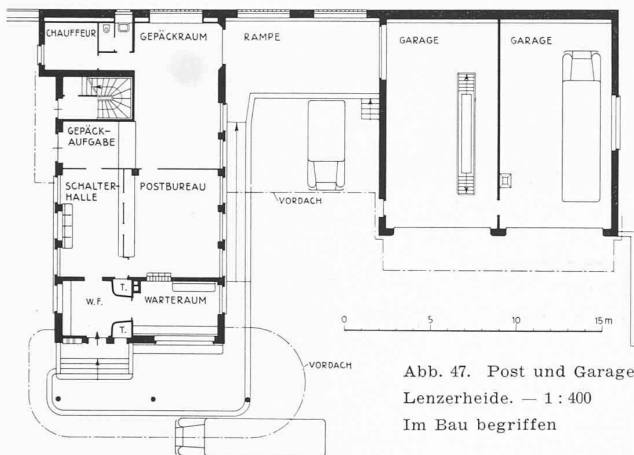 CHAUFFEUR
GEPÄCKRAUM
RAMPE
GARAGE
GARAGE
GEPÄCK-
AUFGABE
SCHALTER-
HALLE
POSTBUREAU
VORDACH
W.F.
T.
WARTERAUM
T.
0 5 10 15 m
VORDACH
Abb. 47. Post und Garage
Lenzerheide. — 1 : 400
Im Bau begriffen